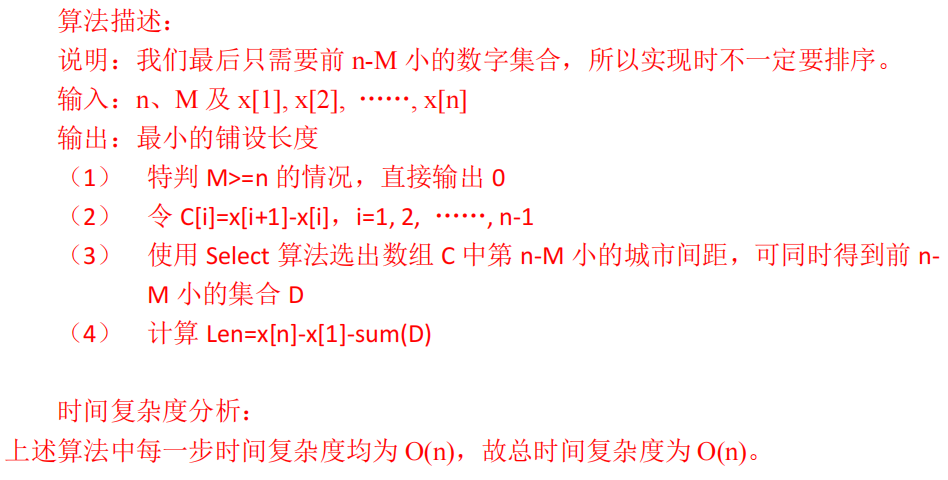 算法描述：
说明：我们最后只需要前 n-M 小的数字集合，所以实现时不一定要排序。
输入：n、M 及 x[1], x[2], ……, x[n]
输出：最小的铺设长度
（1） 特判 M>=n 的情况，直接输出 0
（2） 令 C[i]=x[i+1]-x[i]，i=1, 2, ……, n-1
（3） 使用 Select 算法选出数组 C 中第 n-M 小的城市间距，可同时得到前 n-
M 小的集合 D
（4） 计算 Len=x[n]-x[1]-sum(D)
时间复杂度分析：
上述算法中每一步时间复杂度均为 O(n)，故总时间复杂度为 O(n)。